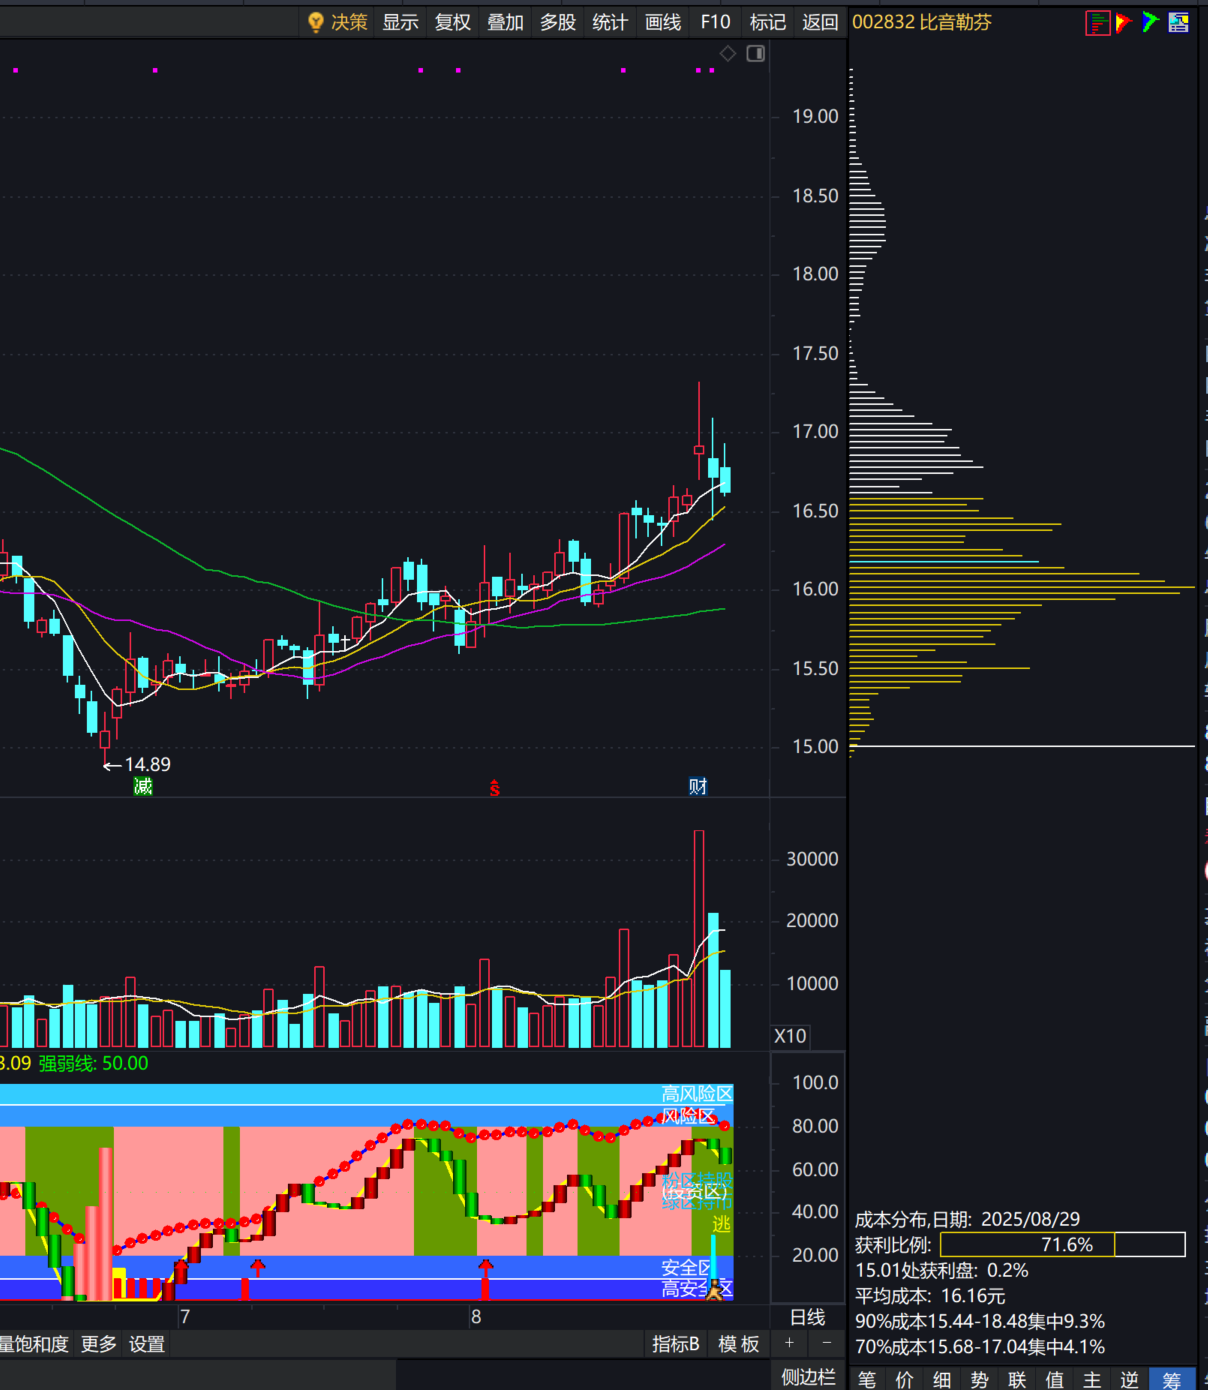 决策 显示 复权 叠加 多股 统计 画线 F10 标记 返回
002832 比音勒芬
19.00
18.50
18.00
17.50
17.00
16.50
16.00
15.50
15.00
14.89
减
$
财
30000
20000
10000
X10
3.09 强弱线: 50.00
100.0
80.00
60.00
40.00
20.00
高风险区
风险区
粉区持股
(投资区)
绿区持币
逃
安全区
高安全区
7
8
日线
量饱和度 更多 设置
指标B 模板 + −
侧边栏
成本分布,日期: 2025/08/29
获利比例: 71.6%
15.01处获利盘: 0.2%
平均成本: 16.16元
90%成本15.44-18.48集中9.3%
70%成本15.68-17.04集中4.1%
笔 价 细 势 联 值 主 逆 筹